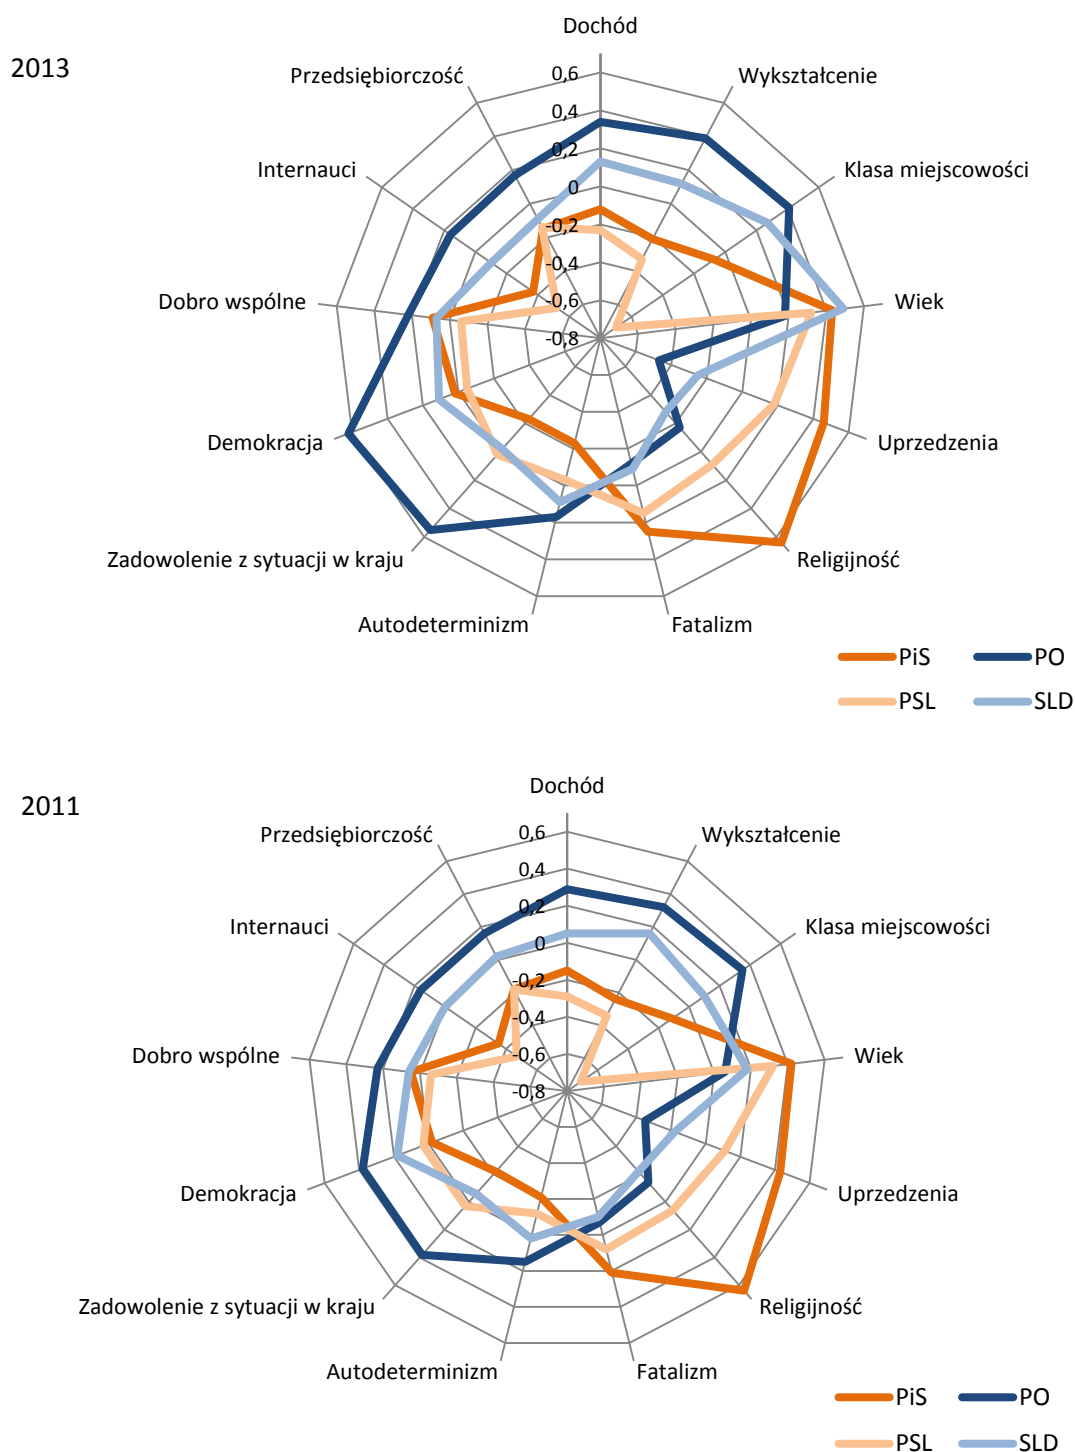 Dochód
2013
Przedsiębiorczość
Wykształcenie
0,6
0,4
0,2
0
-0,2
-0,4
-0,6
-0,8
Internauci
Klasa miejscowości
Dobro wspólne
Wiek
Demokracja
Uprzedzenia
Zadowolenie z sytuacji w kraju
Religijność
Autodeterminizm
Fatalizm
PiS
PO
PSL
SLD
Dochód
2011
Przedsiębiorczość
Wykształcenie
0,6
0,4
0,2
0
-0,2
-0,4
-0,6
-0,8
Internauci
Klasa miejscowości
Dobro wspólne
Wiek
Demokracja
Uprzedzenia
Zadowolenie z sytuacji w kraju
Religijność
Autodeterminizm
Fatalizm
PiS
PO
PSL
SLD